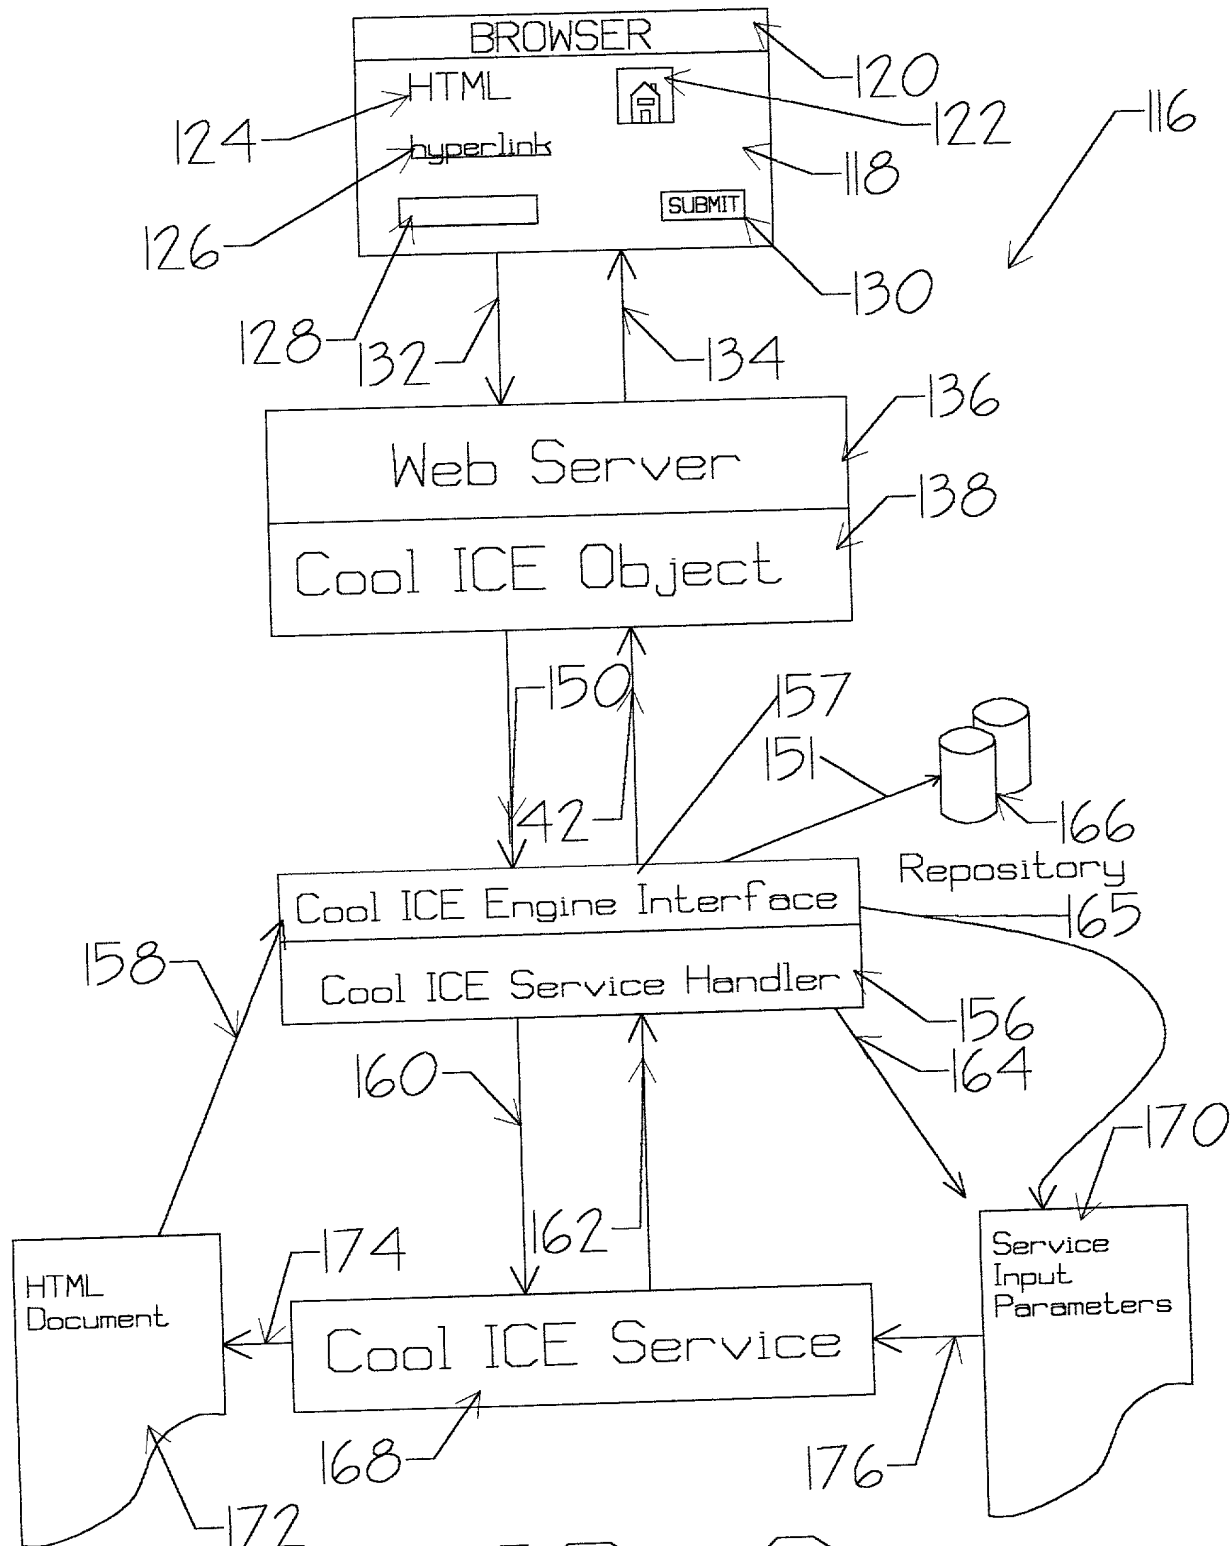 BROWSER
120
HTML
122
116
124
hyperlink
118
126
SUBMIT
130
128
132
134
136
Web Server
138
Cool ICE Object
150
157
151
42
166
Repository
Cool ICE Engine Interface
165
158
Cool ICE Service Handler
156
160
164
170
162
174
Service
Input
Parameters
HTML
Document
Cool ICE Service
168
176
172